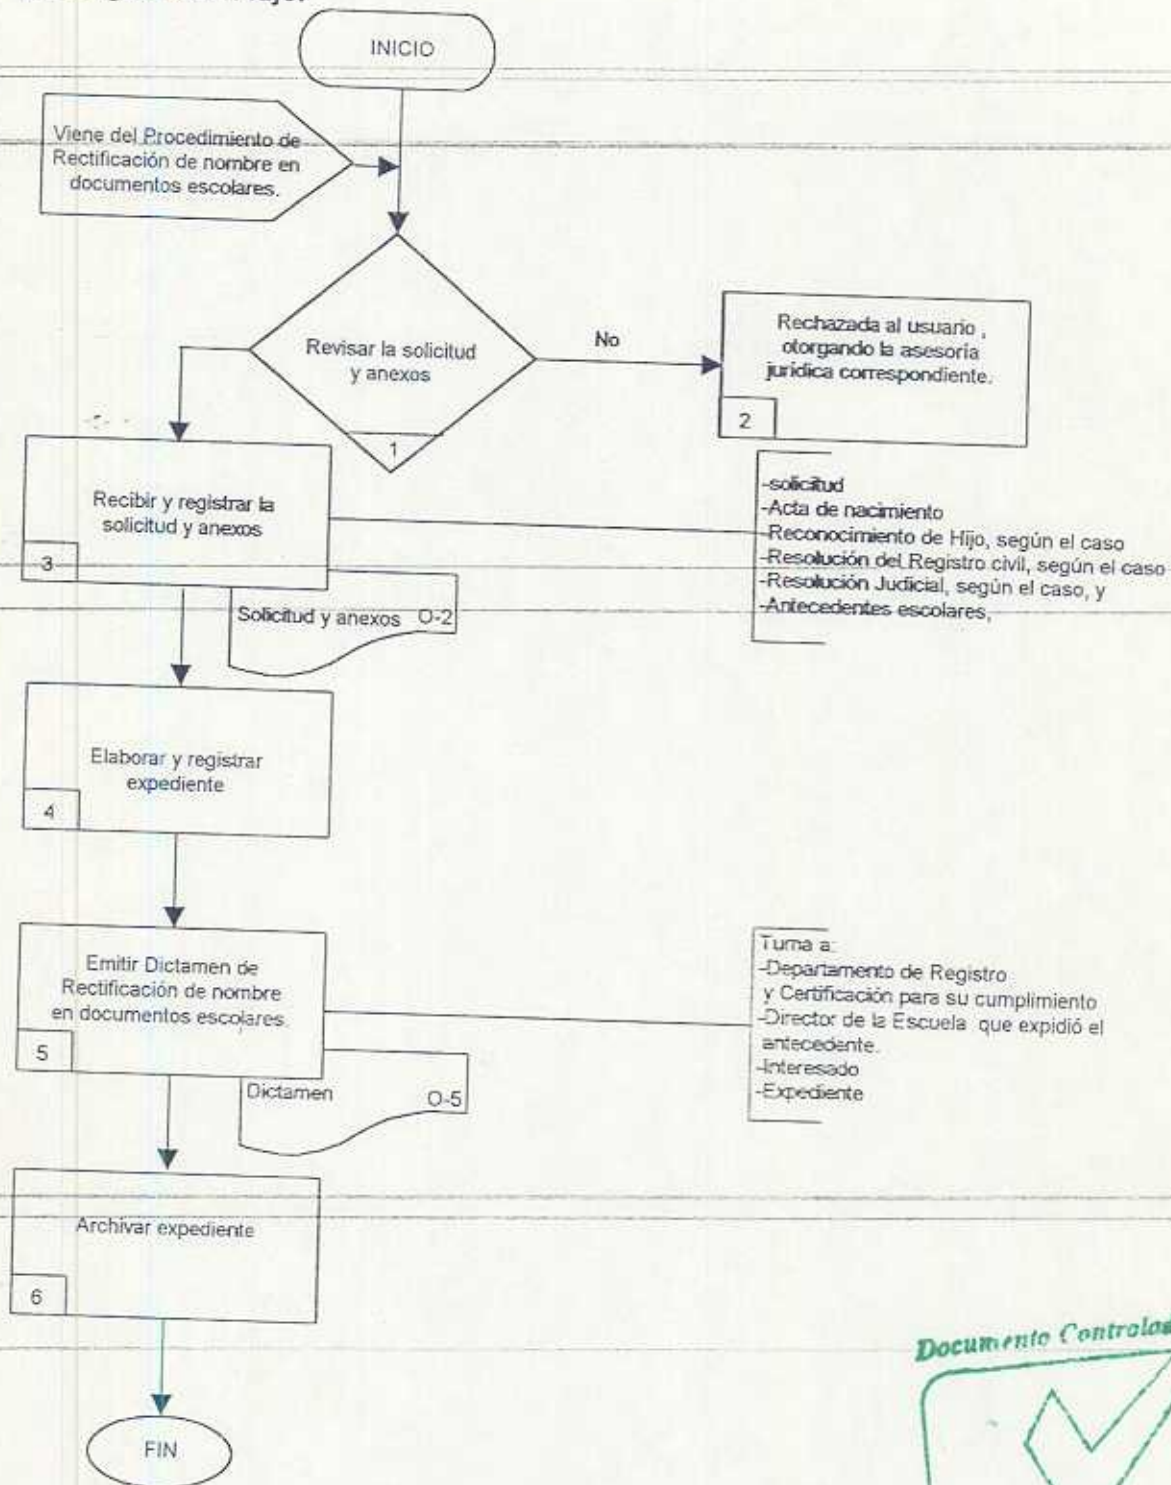 INICIO
Viene del Procedimiento de
Rectificación de nombre en
documentos escolares.
Revisar la solicitud
y anexos
1
No
Rechazada al usuario ,
otorgando la asesoría
jurídica correspondiente.
2
Recibir y registrar la
solicitud y anexos
3
-solicitud
-Acta de nacimiento
-Reconocimiento de Hijo, según el caso
-Resolución del Registro civil, según el caso
-Resolución Judicial, según el caso, y
-Antecedentes escolares,
Solicitud y anexos O-2
Elaborar y registrar
expediente
4
Emitir Dictamen de
Rectificación de nombre
en documentos escolares.
5
Turna a:
-Departamento de Registro
y Certificación para su cumplimiento
-Director de la Escuela que expidió el
antecedente.
-Interesado
-Expediente
Dictamen O-5
Archivar expediente
6
FIN
Documento Controlad